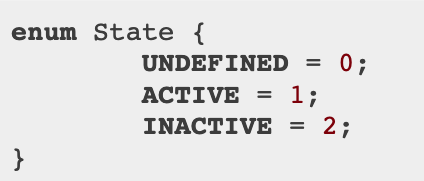 enum State {
        UNDEFINED = 0;
        ACTIVE = 1;
        INACTIVE = 2;
}